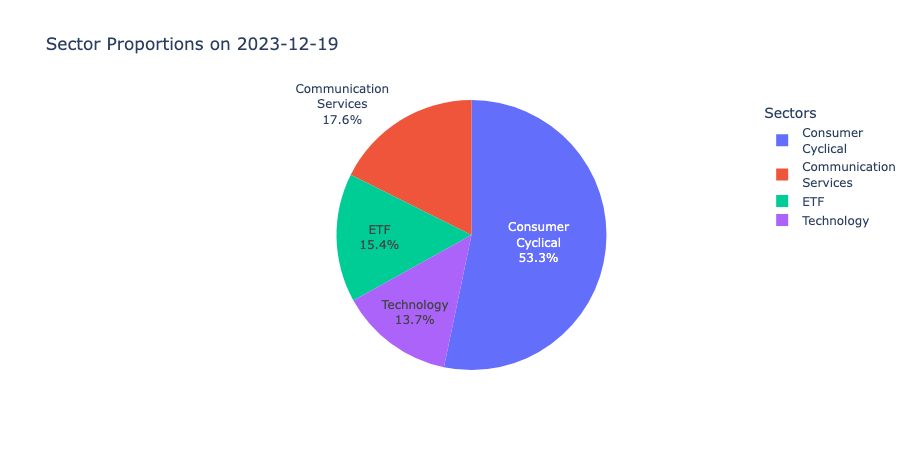 Sector Proportions on 2023-12-19
Communication
Services
17.6%
ETF
15.4%
Technology
13.7%
Consumer
Cyclical
53.3%
Sectors
Consumer
Cyclical
Communication
Services
ETF
Technology